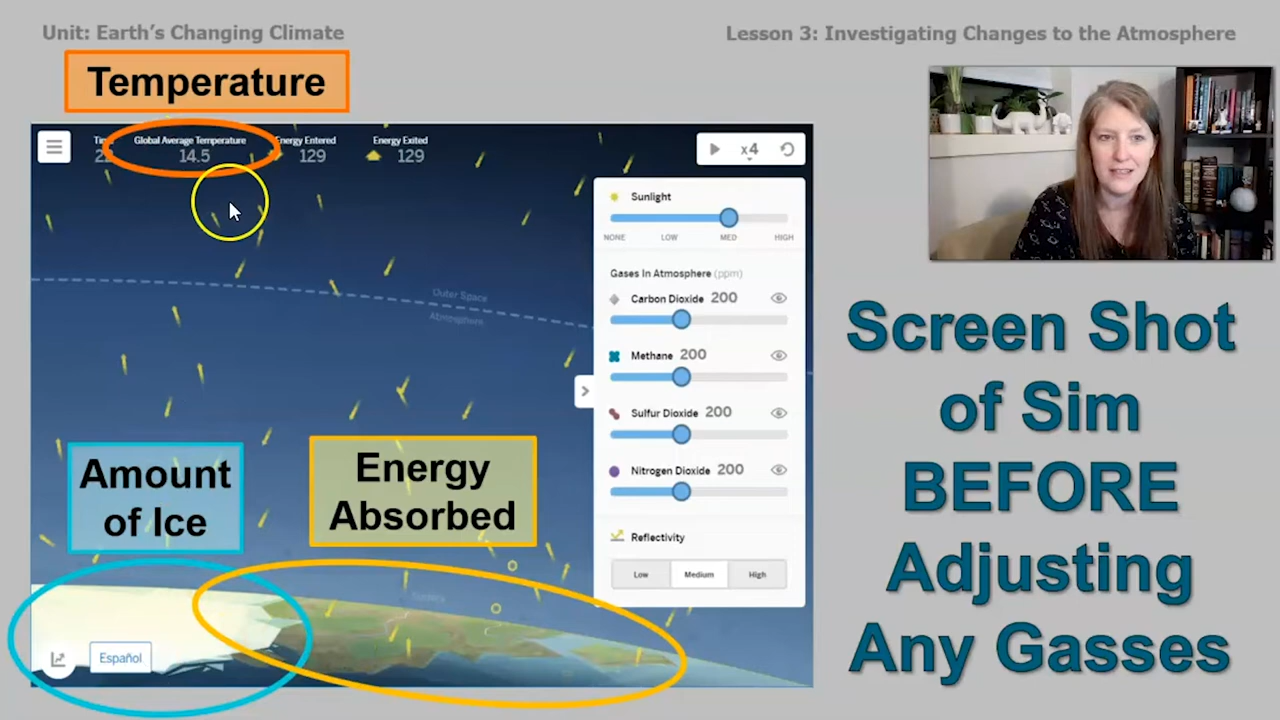 Unit: Earth's Changing Climate
Lesson 3: Investigating Changes to the Atmosphere
Temperature
Global Average Temperature
14.5
Energy Entered
129
Energy Exited
129
x4
Sunlight
NONE LOW MED HIGH
Gases In Atmosphere (ppm)
Carbon Dioxide 200
Methane 200
Sulfur Dioxide 200
Nitrogen Dioxide 200
Reflectivity
Low Medium High
Outer Space
Atmosphere
Amount
of Ice
Energy
Absorbed
Español
Screen Shot
of Sim
BEFORE
Adjusting
Any Gasses